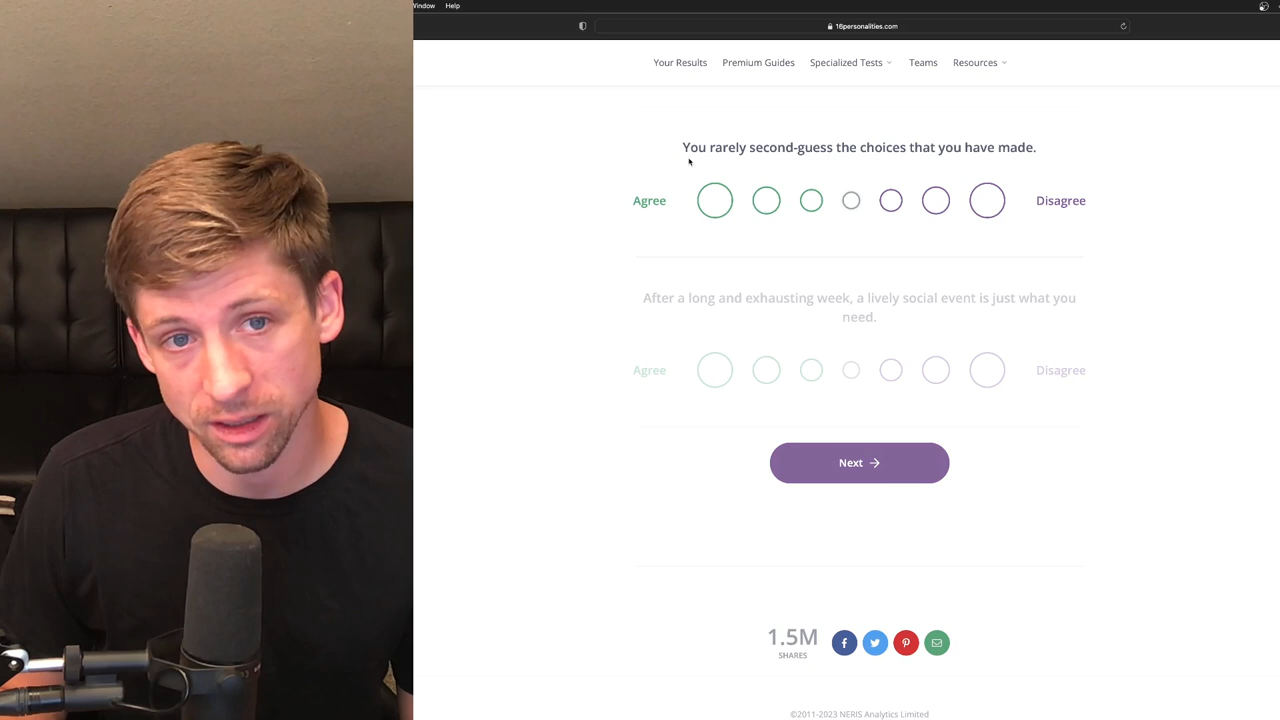 Window Help
16personalities.com
Your Results Premium Guides Specialized Tests Teams Resources
You rarely second-guess the choices that you have made.
Agree Disagree
After a long and exhausting week, a lively social event is just what you
need.
Agree Disagree
Next →
1.5M
SHARES
©2011-2023 NERIS Analytics Limited